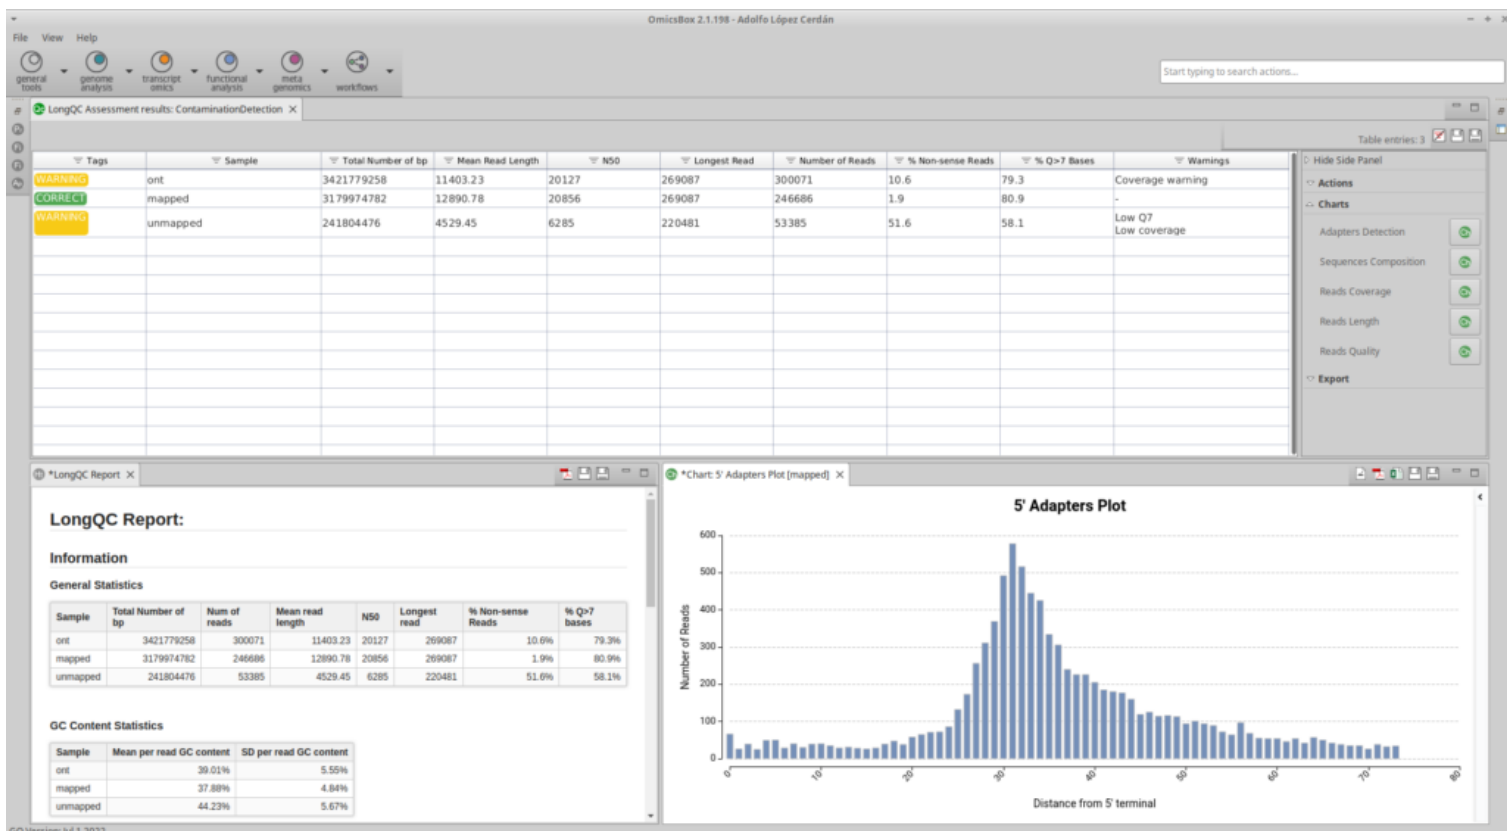 OmicsBox 2.1.198 - Adolfo López Cerdán
File View Help
general tools
genome analysis
transcript omics
functional analysis
meta genomics
workflows
Start typing to search actions...
LongQC Assessment results: ContaminationDetection
Table entries: 3
Tags Sample Total Number of bp Mean Read Length N50 Longest Read Number of Reads % Non-sense Reads % Q>7 Bases Warnings
WARNING ont 3421779258 11403.23 20127 269087 300071 10.6 79.3 Coverage warning
CORRECT mapped 3179974782 12890.78 20856 269087 246686 1.9 80.9 -
WARNING unmapped 241804476 4529.45 6285 220481 53385 51.6 58.1 Low Q7
Low coverage
Hide Side Panel
Actions
Charts
Adapters Detection
Sequences Composition
Reads Coverage
Reads Length
Reads Quality
Export
*LongQC Report
LongQC Report:
Information
General Statistics
Sample Total Number of bp Num of reads Mean read length N50 Longest read % Non-sense Reads % Q>7 bases
ont 3421779258 300071 11403.23 20127 269087 10.6% 79.3%
mapped 3179974782 246686 12890.78 20856 269087 1.9% 80.9%
unmapped 241804476 53385 4529.45 6285 220481 51.6% 58.1%
GC Content Statistics
Sample Mean per read GC content SD per read GC content
ont 39.01% 5.55%
mapped 37.88% 4.84%
unmapped 44.23% 5.67%
*Chart: 5' Adapters Plot [mapped]
5' Adapters Plot
Number of Reads
600
500
400
300
200
100
0
0 10 20 30 40 50 60 70 80
Distance from 5' terminal